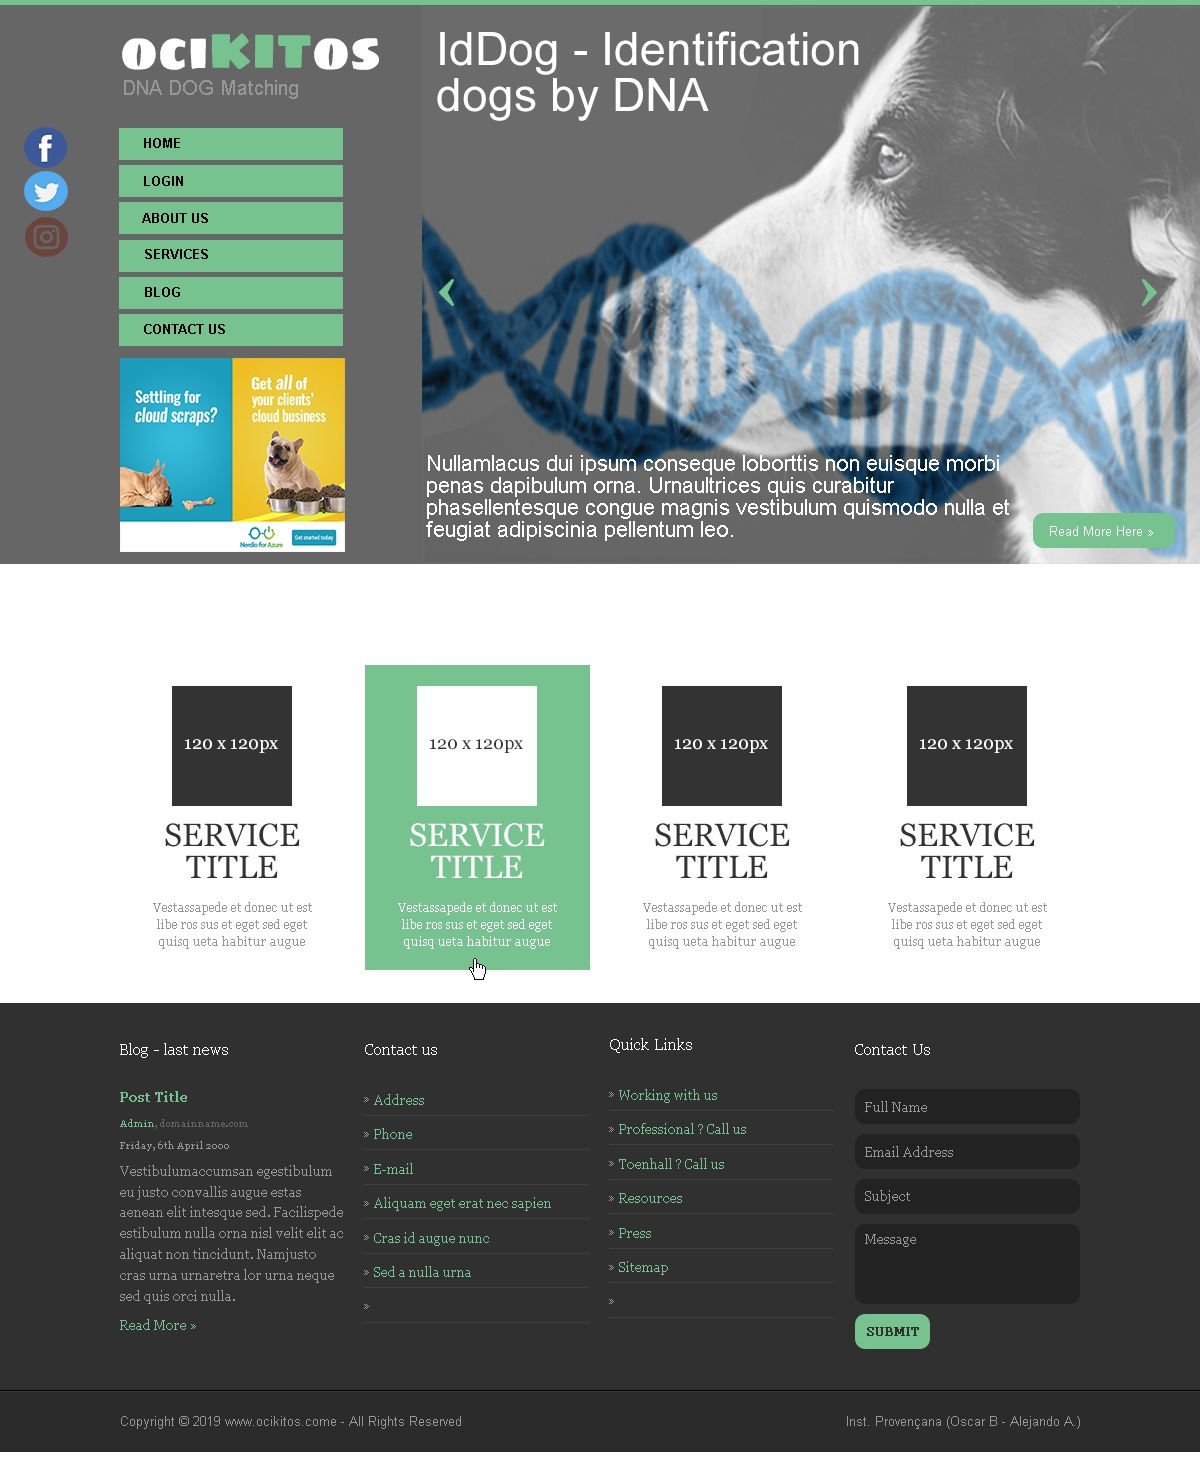 OCIKITOS
DNA DOG Matching
HOME
LOGIN
ABOUT US
SERVICES
BLOG
CONTACT US
Settling for
cloud scraps?
Get all of
your clients'
cloud business
Nerdio for Azure
Get started today
IdDog - Identification
dogs by DNA
Nullamlacus dui ipsum conseque loborttis non euisque morbi
penas dapibulum orna. Urnaultrices quis curabitur
phasellentesque congue magnis vestibulum quismodo nulla et
feugiat adipiscinia pellentum leo.
Read More Here »
120 x 120px
SERVICE
TITLE
Vestassapede et donec ut est
libe ros sus et eget sed eget
quisq ueta habitur augue
120 x 120px
SERVICE
TITLE
Vestassapede et donec ut est
libe ros sus et eget sed eget
quisq ueta habitur augue
120 x 120px
SERVICE
TITLE
Vestassapede et donec ut est
libe ros sus et eget sed eget
quisq ueta habitur augue
120 x 120px
SERVICE
TITLE
Vestassapede et donec ut est
libe ros sus et eget sed eget
quisq ueta habitur augue
Blog - last news
Post Title
Admin, domainname.com
Friday, 6th April 2000
Vestibulumaccumsan egestibulum
eu justo convallis augue estas
aenean elit intesque sed. Facilispede
estibulum nulla orna nisl velit elit ac
aliquat non tincidunt. Namjusto
cras urna urnaretra lor urna neque
sed quis orci nulla.
Read More »
Contact us
» Address
» Phone
» E-mail
» Aliquam eget erat nec sapien
» Cras id augue nunc
» Sed a nulla urna
»
Quick Links
» Working with us
» Professional ? Call us
» Toenhall ? Call us
» Resources
» Press
» Sitemap
»
Contact Us
Full Name
Email Address
Subject
Message
SUBMIT
Copyright © 2019 www.ocikitos.come - All Rights Reserved
Inst. Provençana (Oscar B - Alejando A.)